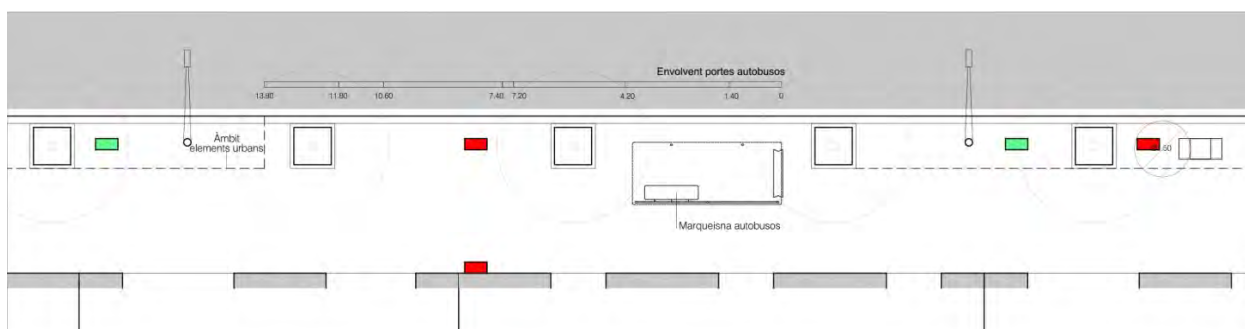 Envolvent portes autobusos
13.80 11.80 10.60 7.40 7.20 4.20 1.40 0
Àmbit
elements urbans
Marqueisna autobusos